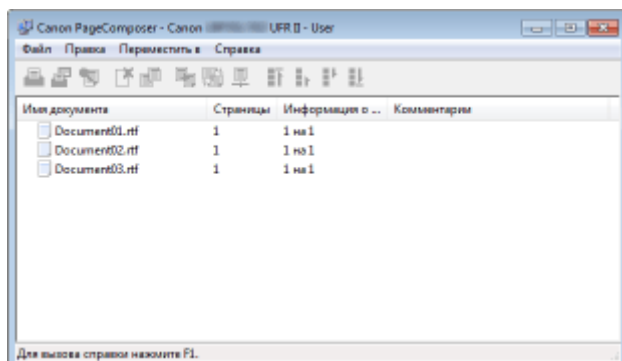 Canon PageComposer - Canon UFR II - User
Файл Правка Переместить в Справка
Имя документа Страницы Информация о ... Комментарии
Document01.rtf 1 1 на 1
Document02.rtf 1 1 на 1
Document03.rtf 1 1 на 1
Для вызова справки нажмите F1.